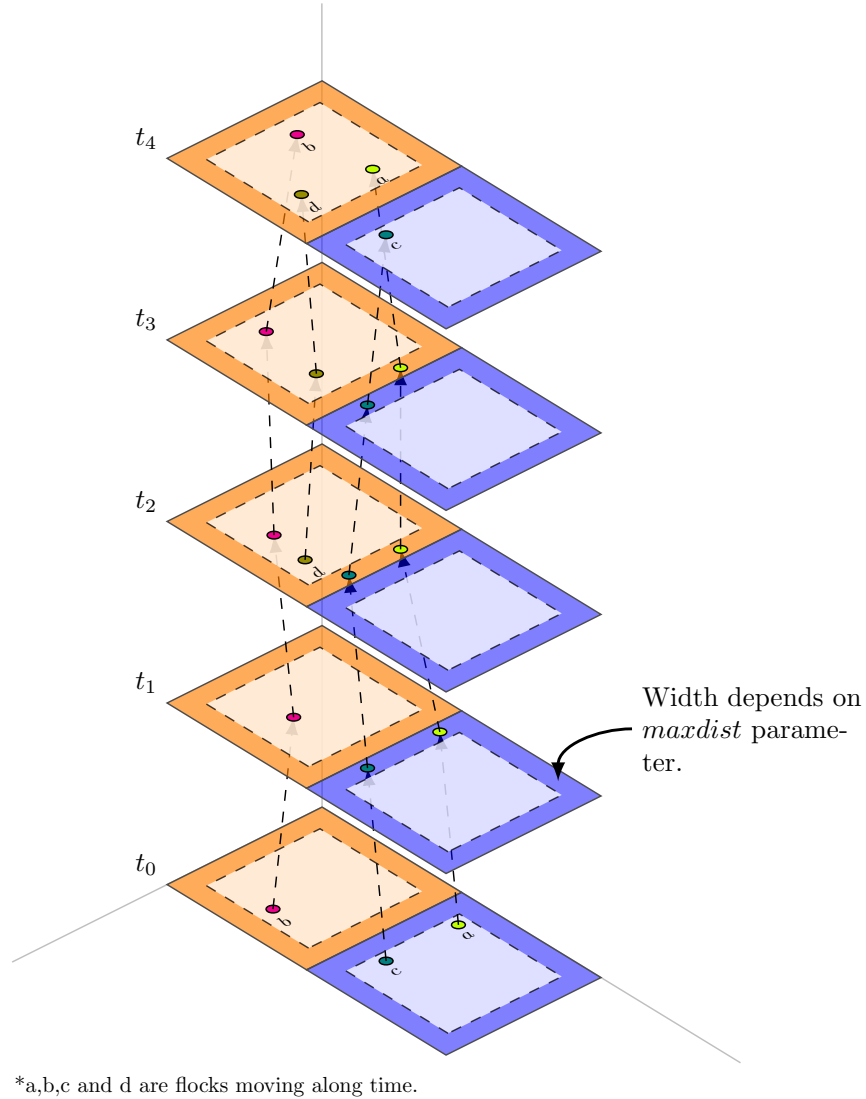 t4
b
a
d
c
t3
t2
d
t1
Width depends on
maxdist parame-
ter.
t0
b
a
c
*a,b,c and d are flocks moving along time.